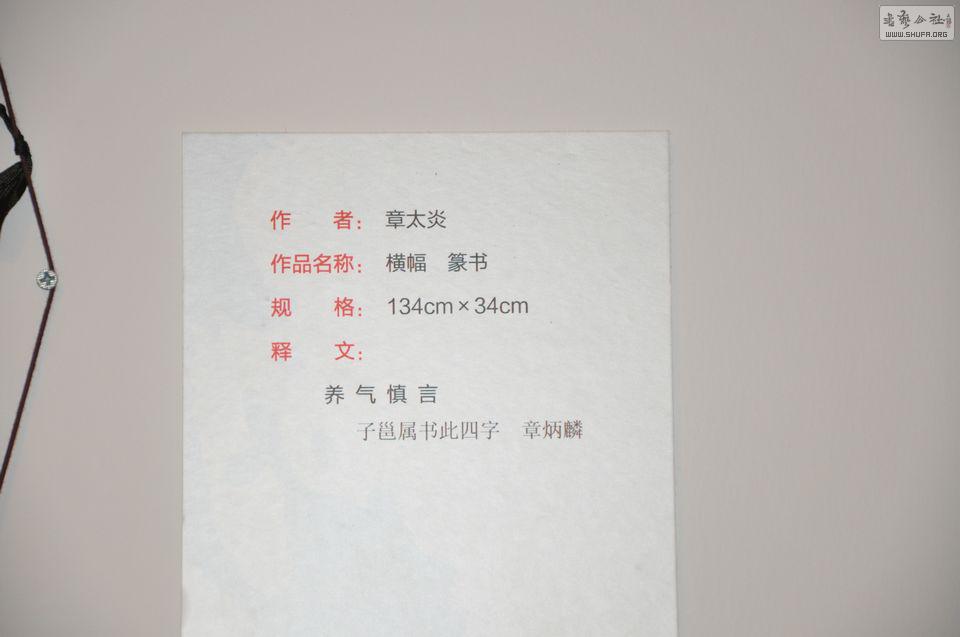 书艺公社
WWW.SHUFA.ORG
作 者： 章太炎
作品名称： 横幅 篆书
规 格： 134cm×34cm
释 文：
养气慎言
子邕属书此四字 章炳麟